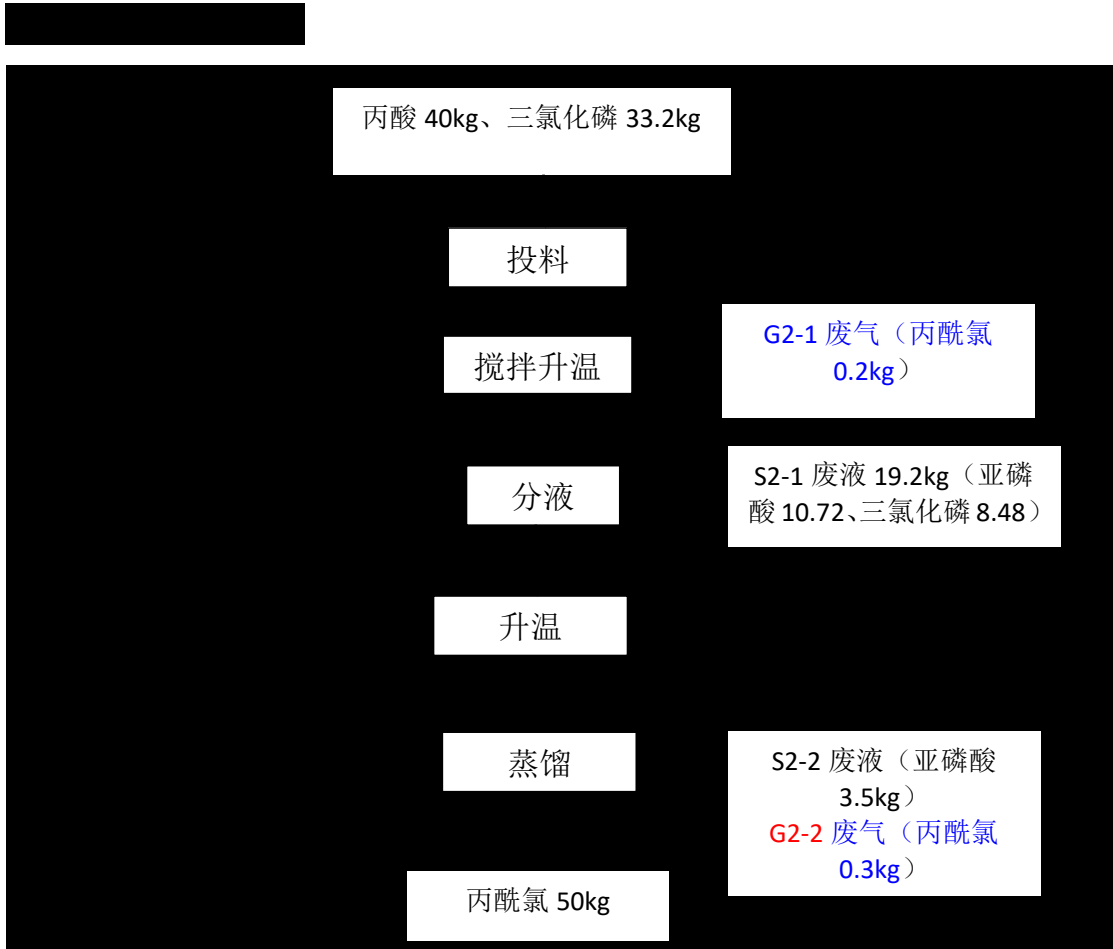 丙酸 40kg、三氯化磷 33.2kg
投料
搅拌升温
G2-1 废气（丙酰氯
0.2kg）
分液
S2-1 废液 19.2kg（亚磷
酸 10.72、三氯化磷 8.48）
升温
蒸馏
S2-2 废液（亚磷酸
3.5kg）
G2-2 废气（丙酰氯
0.3kg）
丙酰氯 50kg